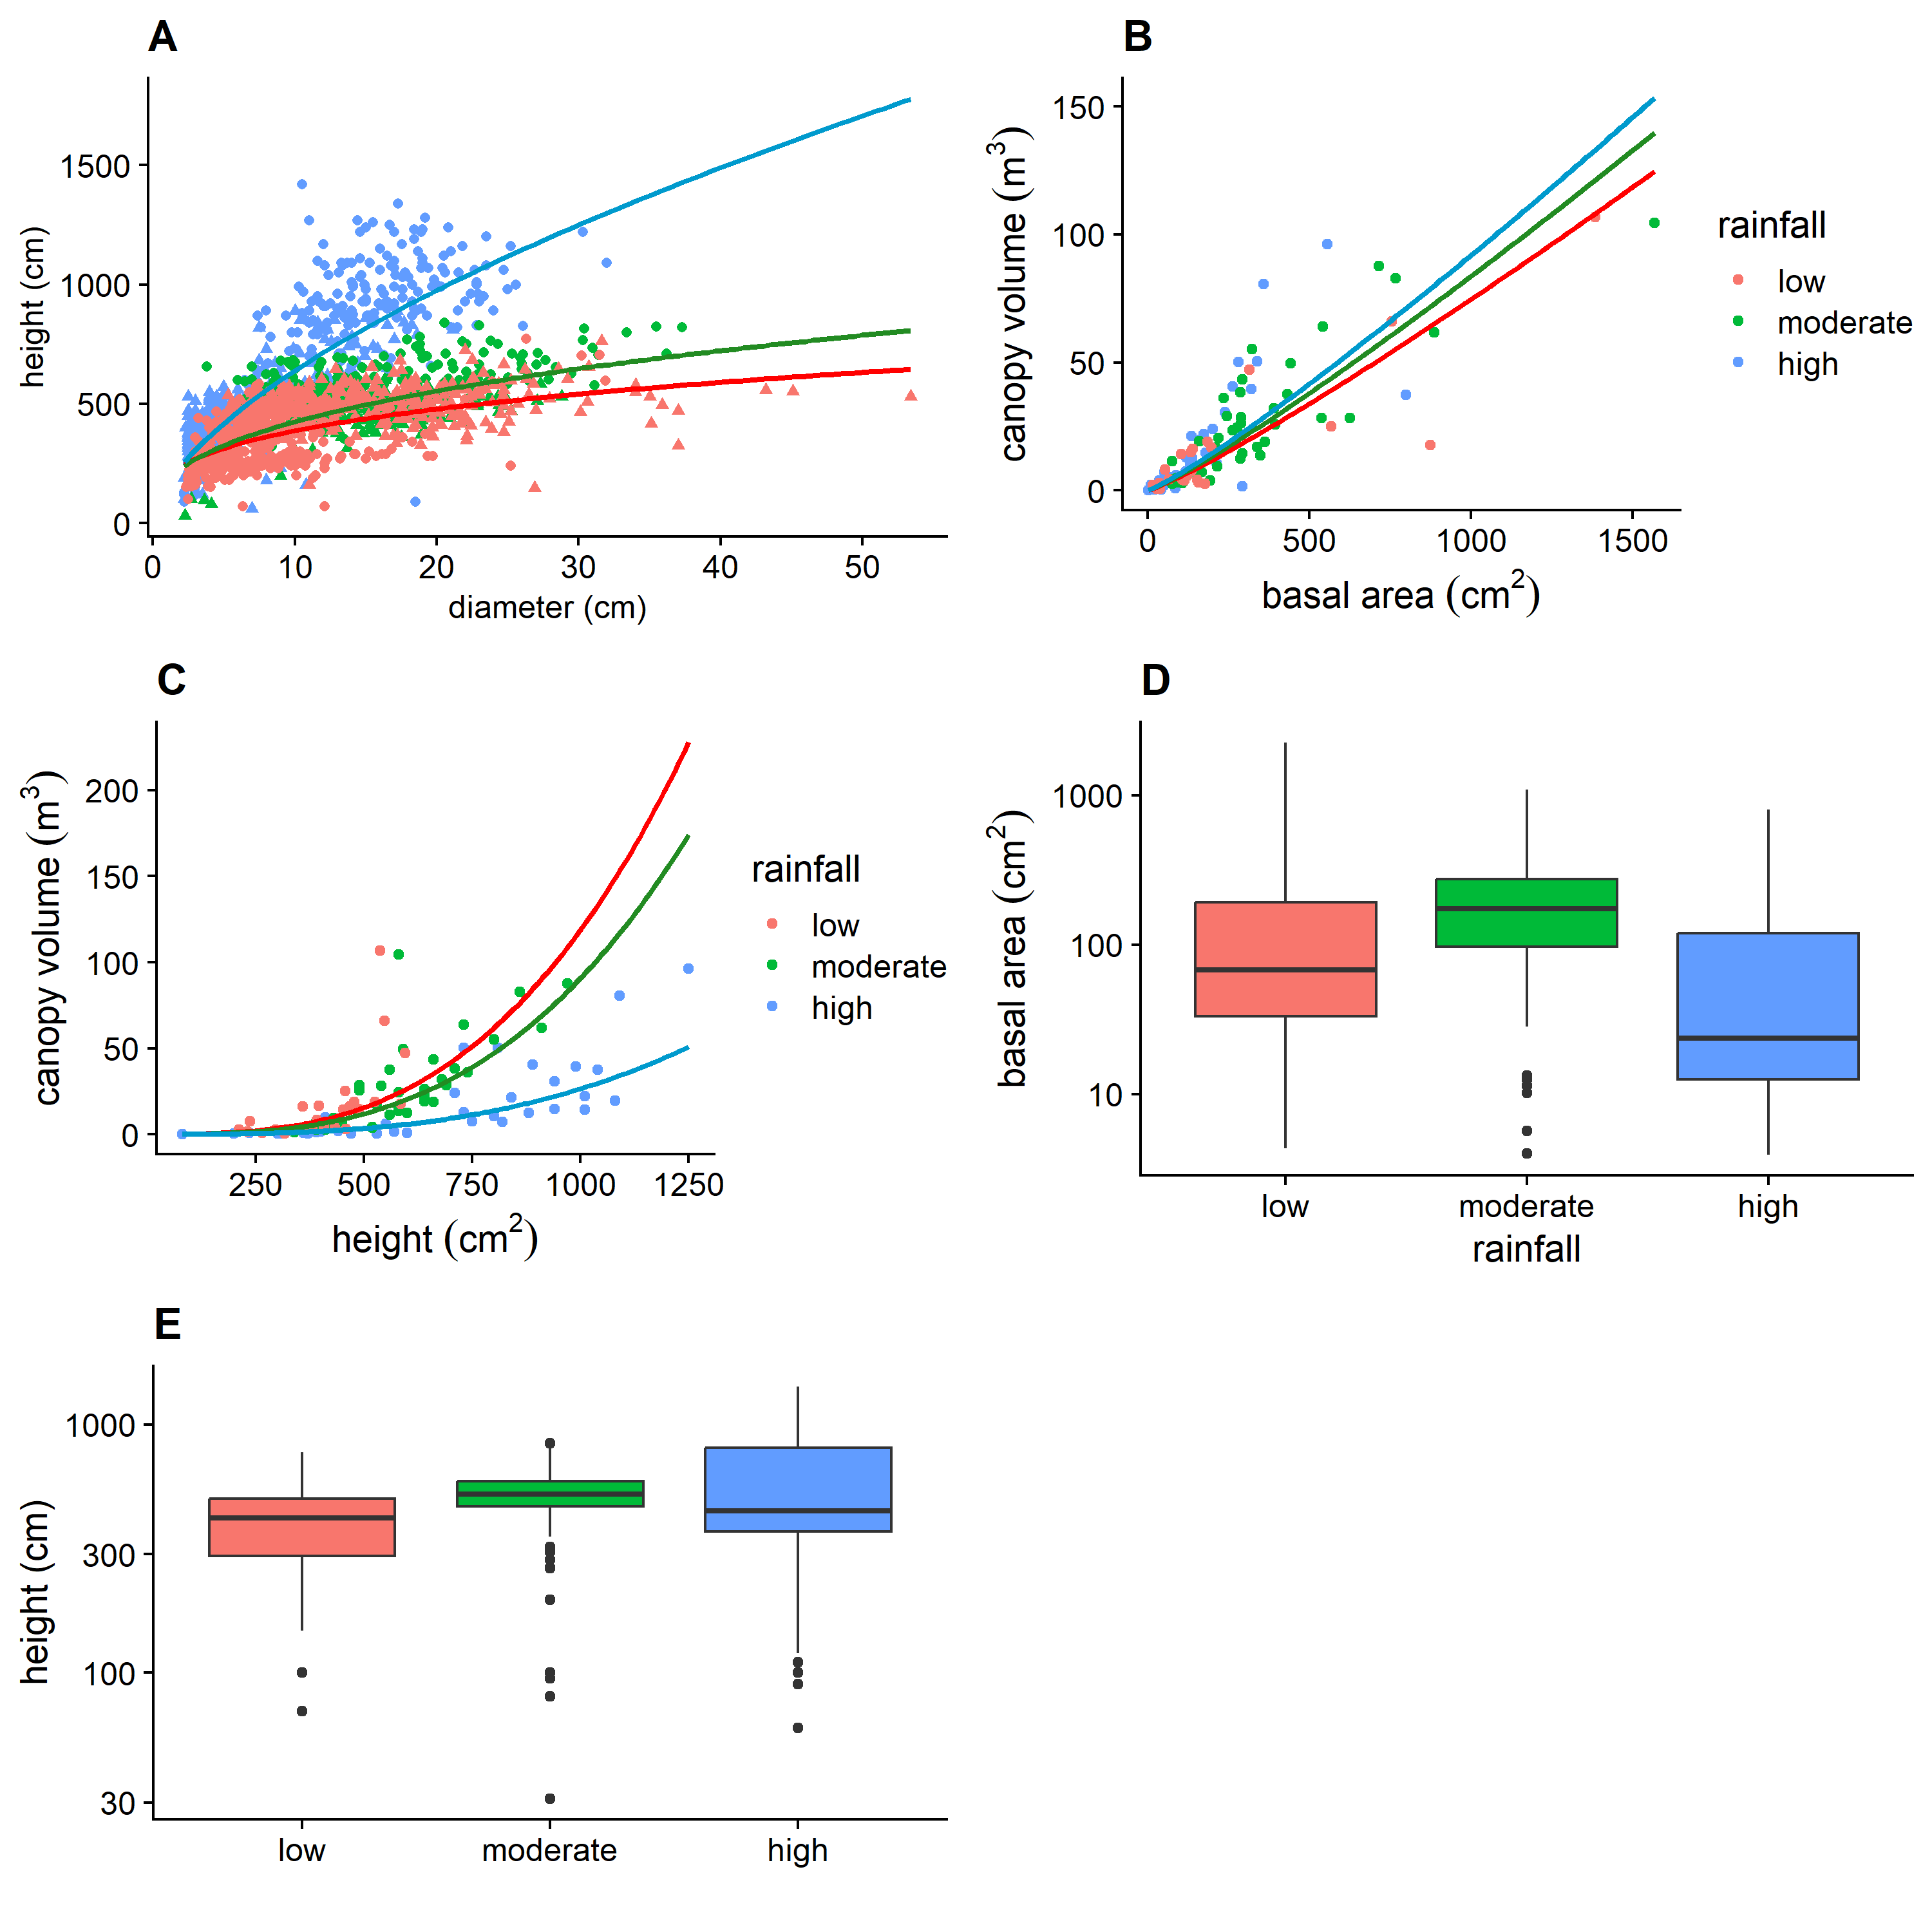 A
height (cm)
1500
1000
500
0
0 10 20 30 40 50
diameter (cm)
B
canopy volume (m³)
150
100
50
0
0 500 1000 1500
basal area (cm²)
rainfall
low
moderate
high
C
canopy volume (m³)
200
150
100
50
0
250 500 750 1000 1250
height (cm²)
rainfall
low
moderate
high
D
basal area (cm²)
1000
100
10
low moderate high
rainfall
E
height (cm)
1000
300
100
30
low moderate high